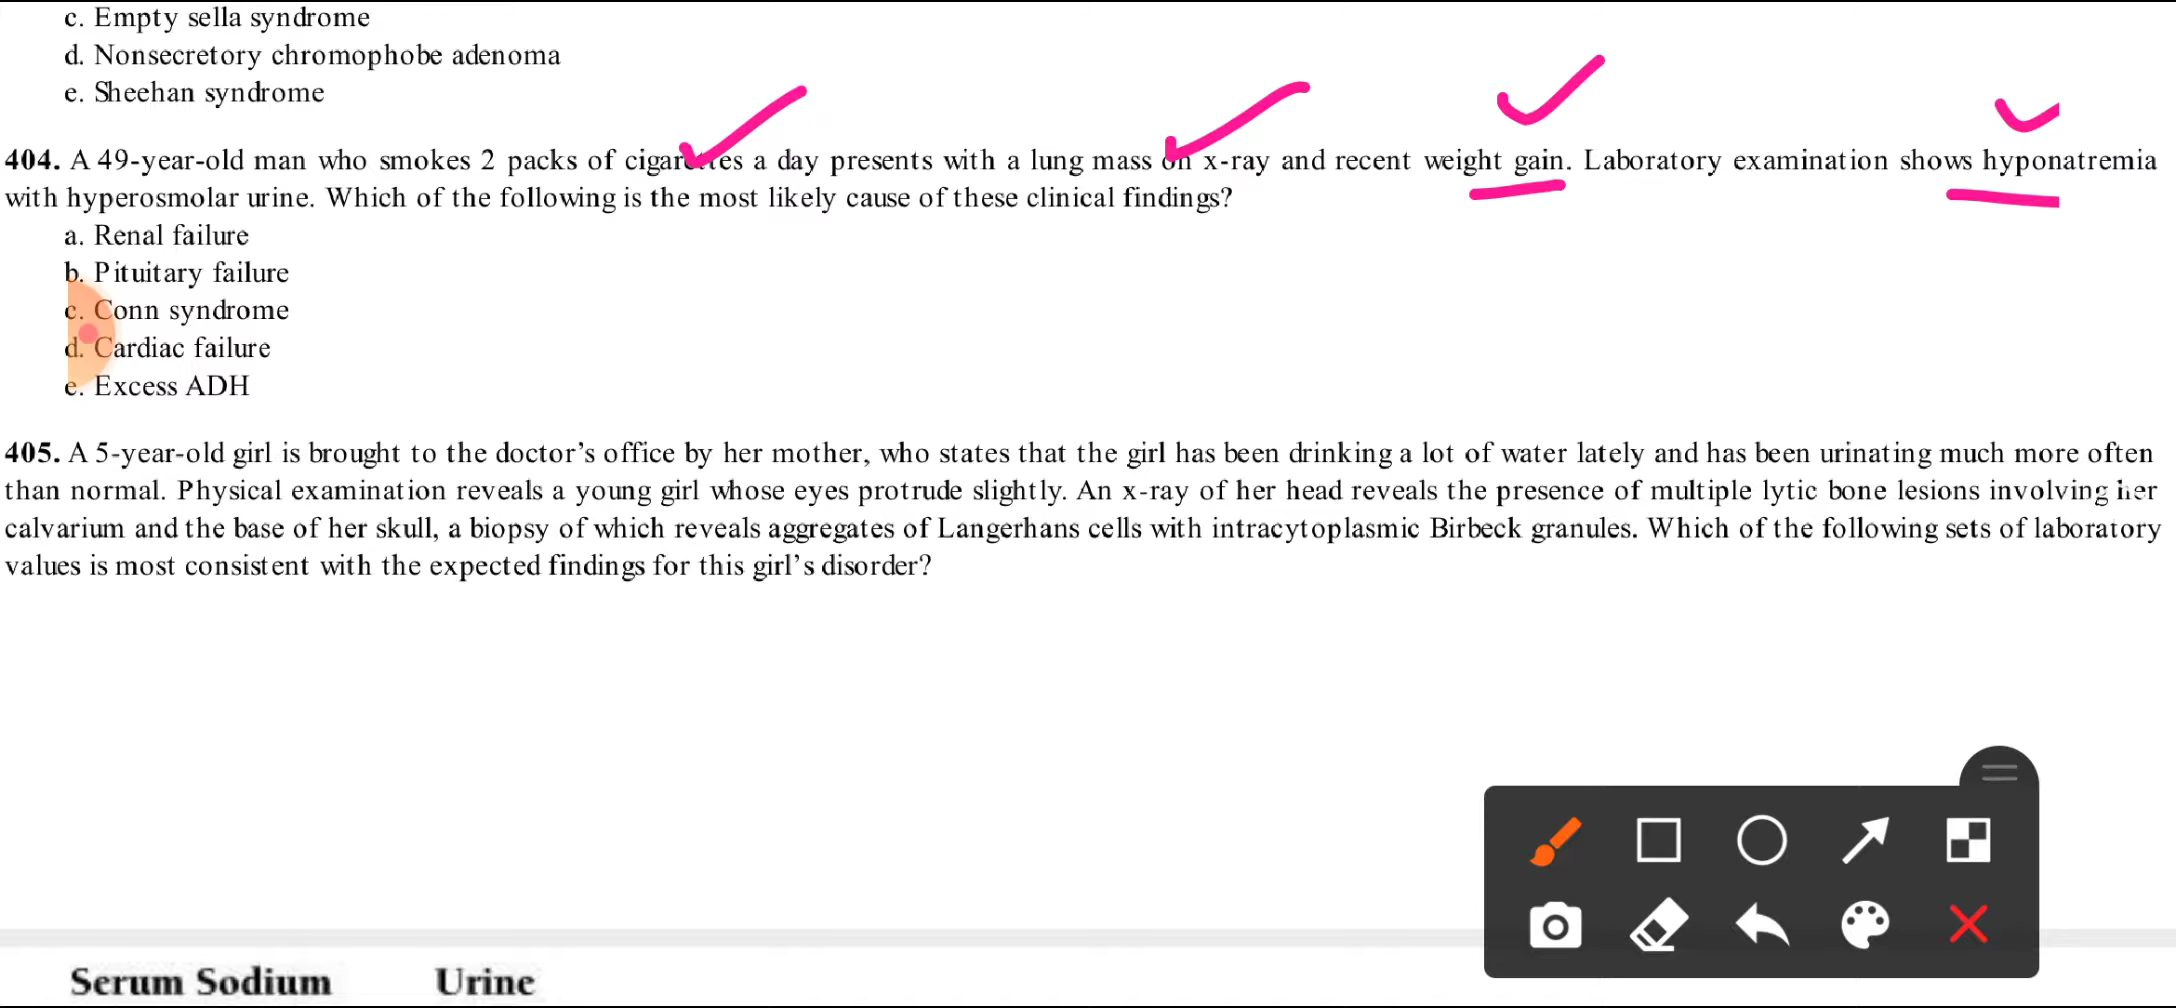 c. Empty sella syndrome
d. Nonsecretory chromophobe adenoma
e. Sheehan syndrome
404. A 49-year-old man who smokes 2 packs of cigarettes a day presents with a lung mass on x-ray and recent weight gain. Laboratory examination shows hyponatremia
with hyperosmolar urine. Which of the following is the most likely cause of these clinical findings?
a. Renal failure
b. Pituitary failure
c. Conn syndrome
d. Cardiac failure
e. Excess ADH
405. A 5-year-old girl is brought to the doctor's office by her mother, who states that the girl has been drinking a lot of water lately and has been urinating much more often
than normal. Physical examination reveals a young girl whose eyes protrude slightly. An x-ray of her head reveals the presence of multiple lytic bone lesions involving her
calvarium and the base of her skull, a biopsy of which reveals aggregates of Langerhans cells with intracytoplasmic Birbeck granules. Which of the following sets of laboratory
values is most consistent with the expected findings for this girl's disorder?
Serum Sodium Urine